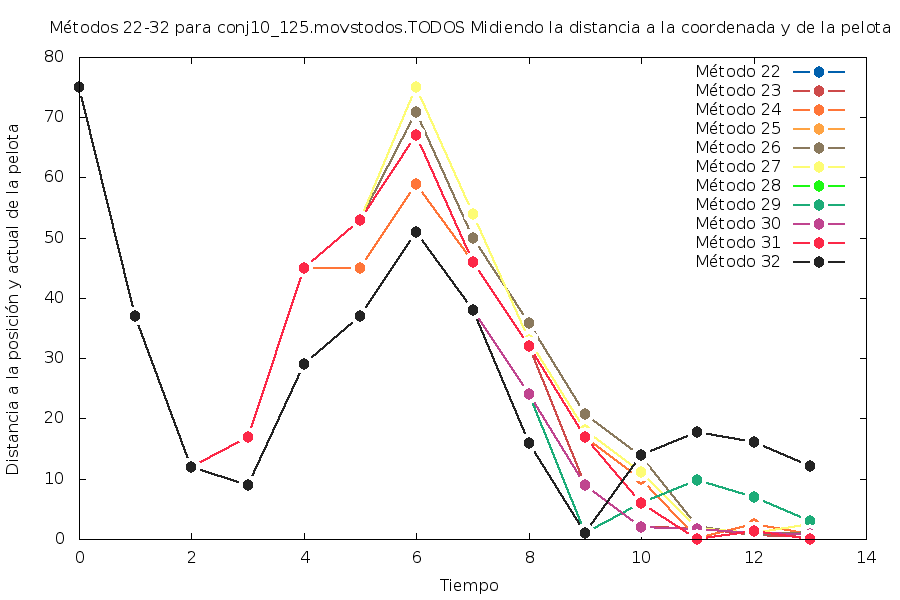 Métodos 22-32 para conj10_125.movstodos.TODOS Midiendo la distancia a la coordenada y de la pelota
Distancia a la posición y actual de la pelota
80
70
60
50
40
30
20
10
0
Método 22
Método 23
Método 24
Método 25
Método 26
Método 27
Método 28
Método 29
Método 30
Método 31
Método 32
0 2 4 6 8 10 12 14
Tiempo